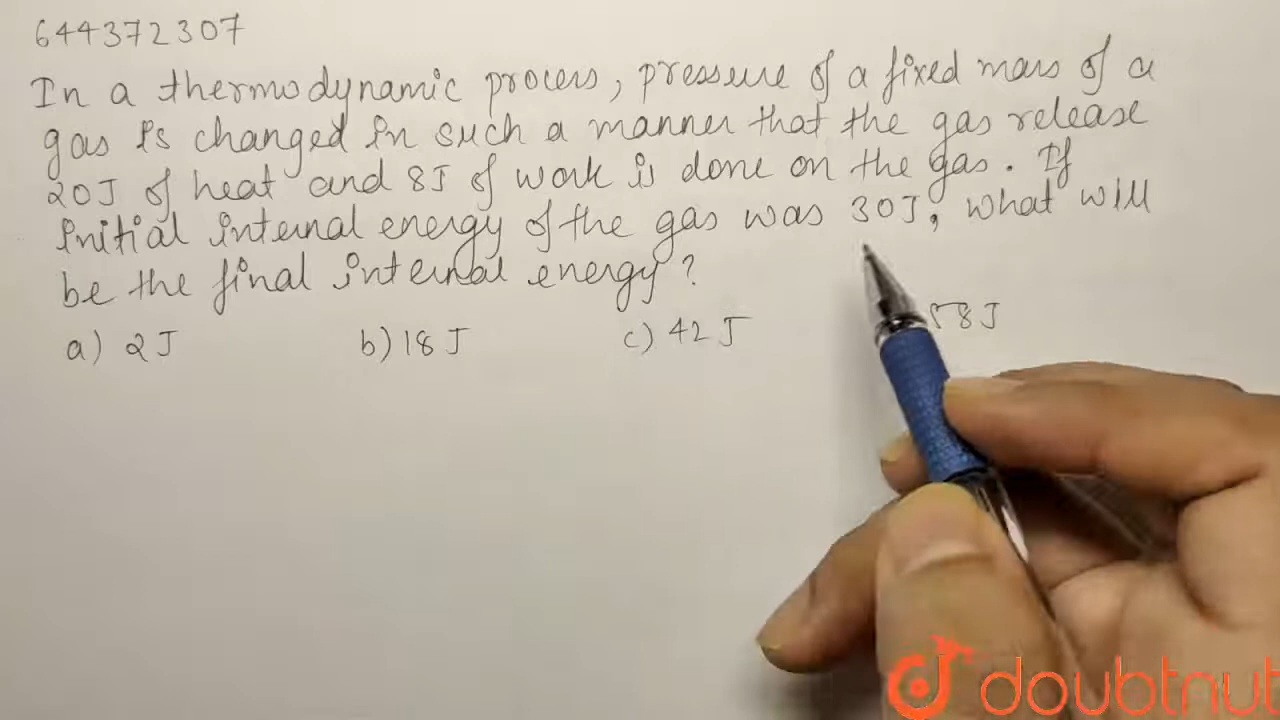 644372307
In a thermodynamic process, pressure of a fixed mass of a
gas is changed in such a manner that the gas release
20J of heat and 8J of work is done on the gas. If
initial internal energy of the gas was 30J, what will
be the final internal energy?
a) 2J b) 18J c) 42J 58J
doubtnut